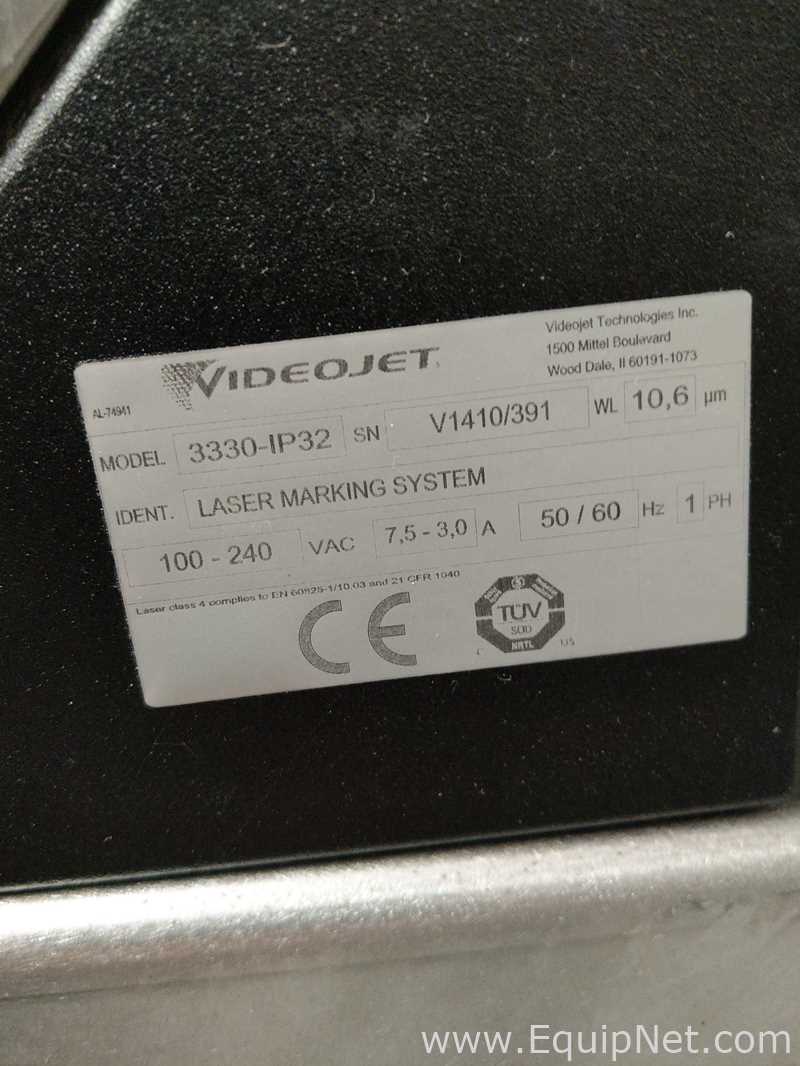 VIDEOJET
Videojet Technologies Inc.
1500 Mittel Boulevard
Wood Dale, Il 60191-1073
AL-74941
MODEL 3330-IP32 SN V1410/391 WL 10,6 µm
IDENT. LASER MARKING SYSTEM
100 - 240 VAC 7,5 - 3,0 A 50 / 60 Hz 1 PH
Laser class 4 complies to EN 60825-1/10.03 and 21 CFR 1040
CE
TÜV
SÜD
NRTL
C US
www.EquipNet.com